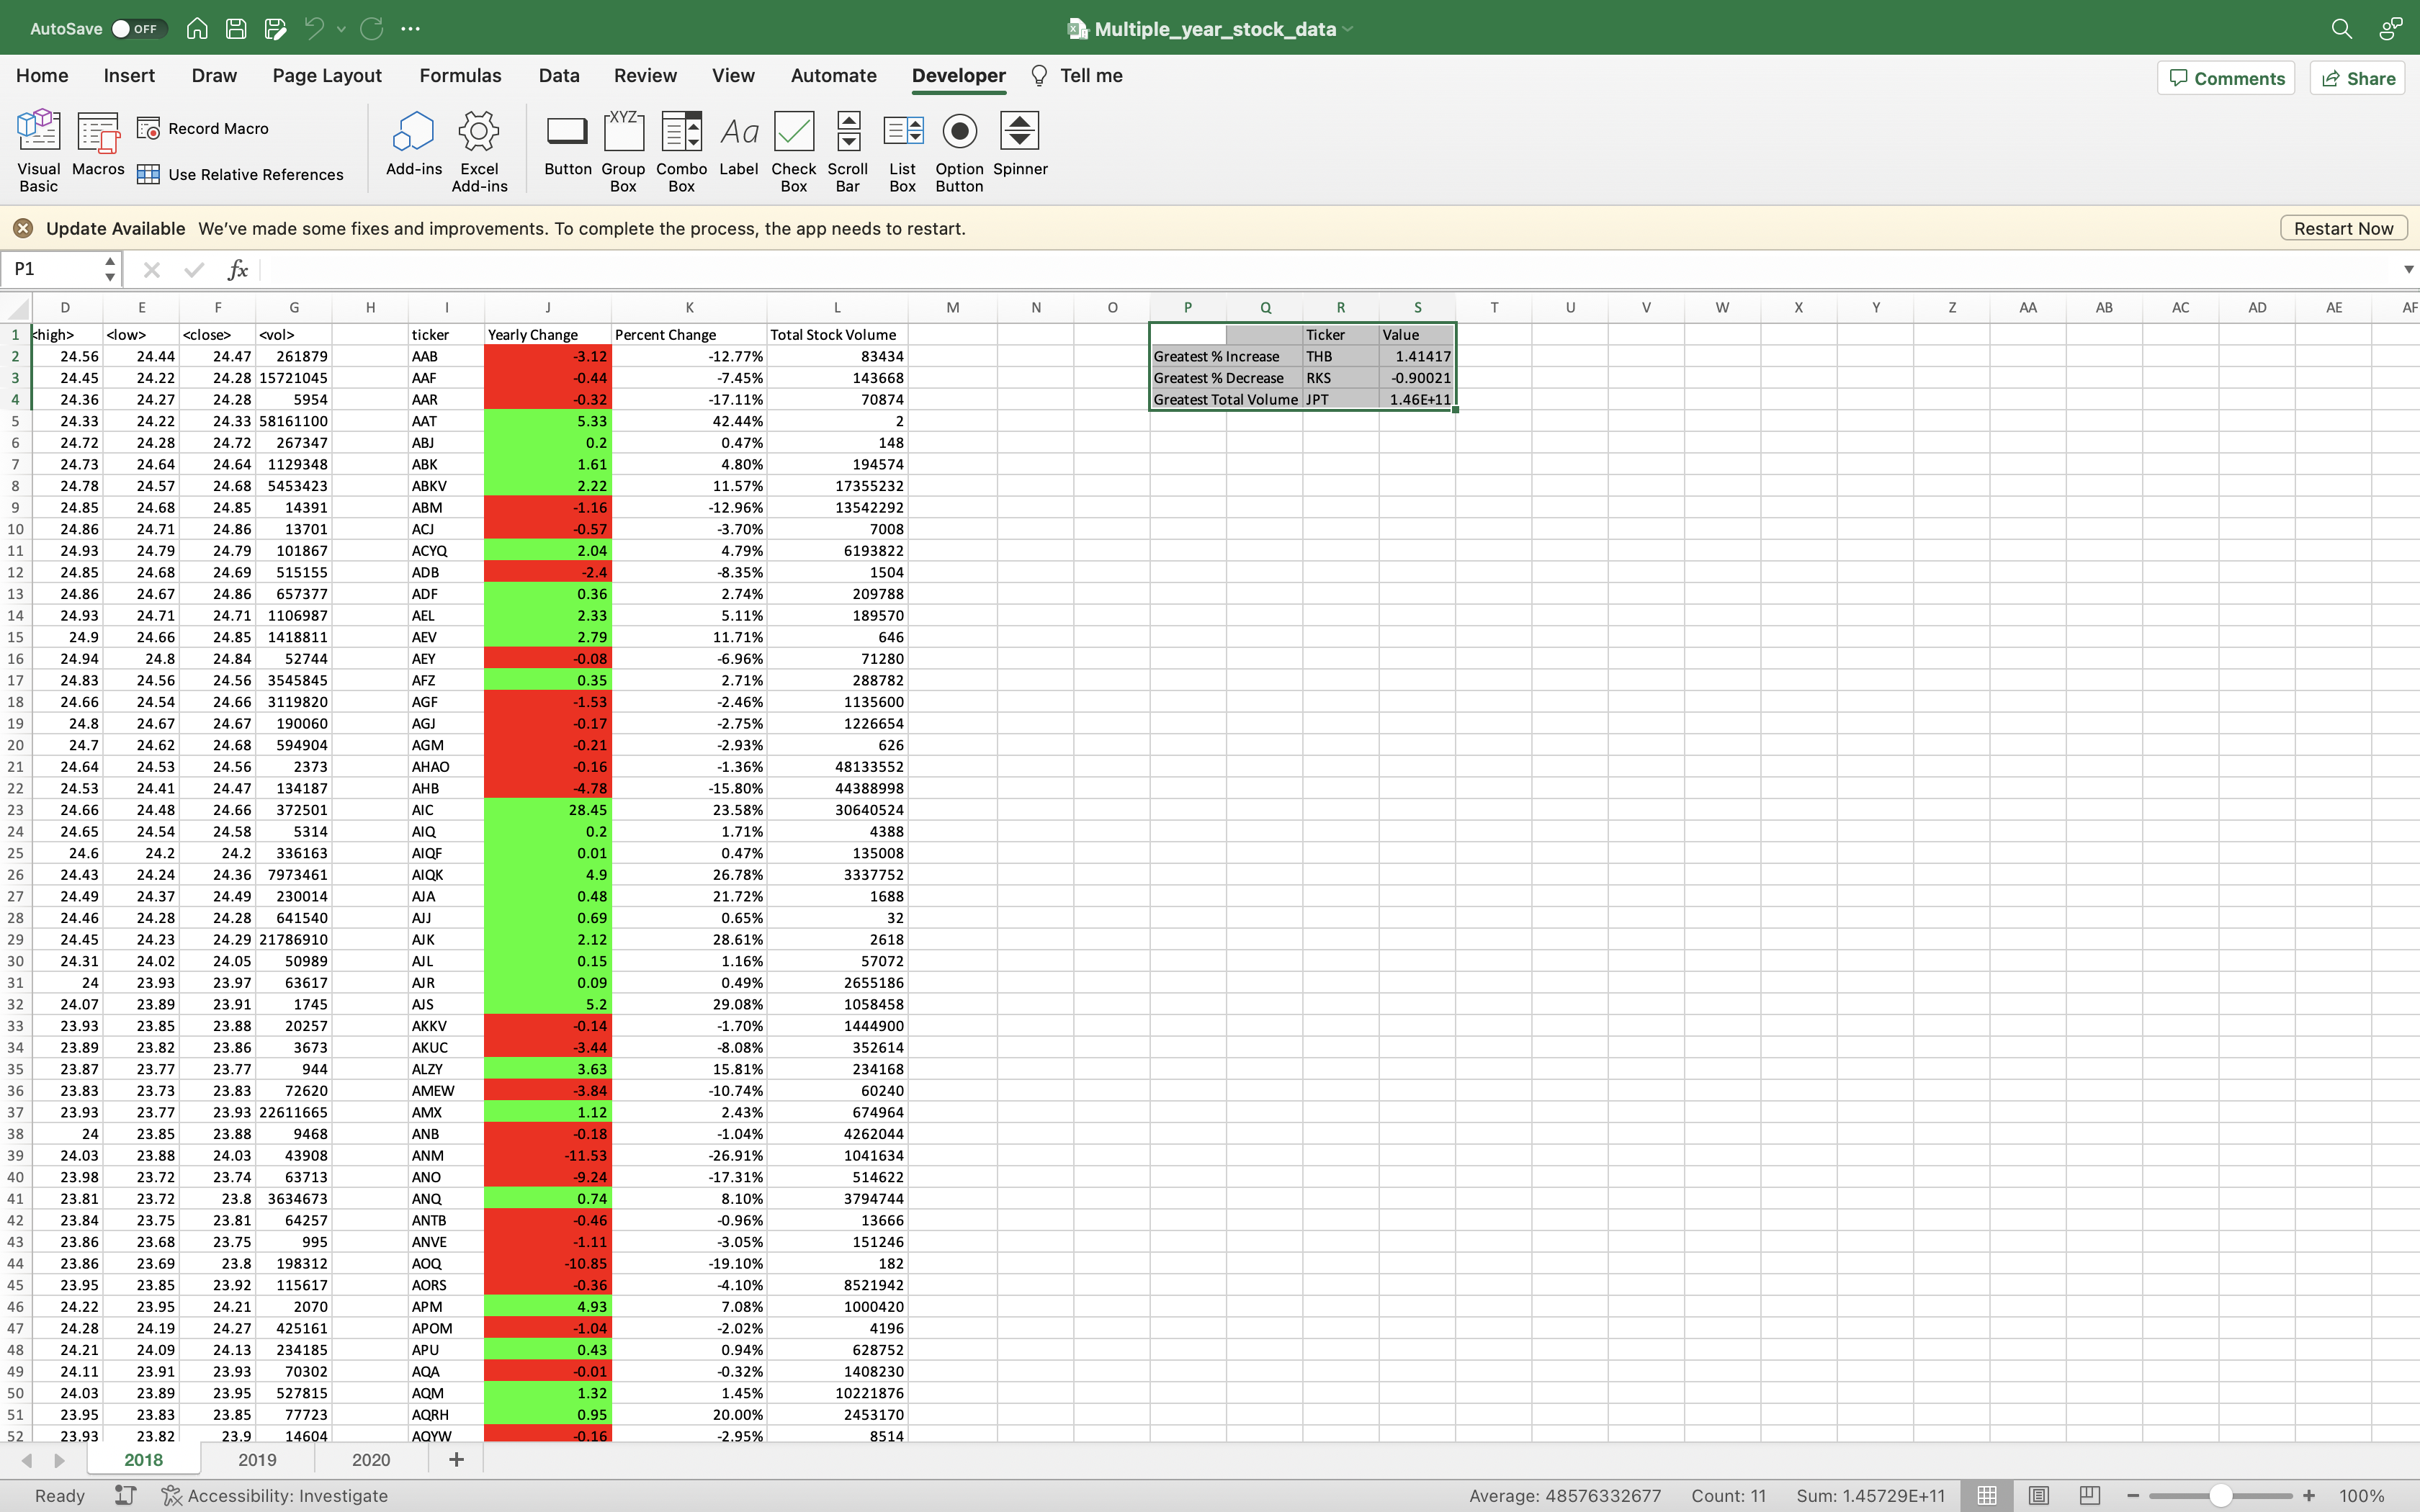 AutoSave OFF
Multiple_year_stock_data
Home Insert Draw Page Layout Formulas Data Review View Automate Developer Tell me
Comments Share
Visual Basic
Macros
Record Macro
Use Relative References
Add-ins
Excel Add-ins
XYZ
Aa
Button
Group Box
Combo Box
Label
Check Box
Scroll Bar
List Box
Option Button
Spinner
Update Available We've made some fixes and improvements. To complete the process, the app needs to restart.
Restart Now
P1 fx
D E F G H I J K L M N O P Q R S T U V W X Y Z AA AB AC AD AE AF
1 <high> <low> <close> <vol> ticker Yearly Change Percent Change Total Stock Volume Ticker Value
2 24.56 24.44 24.47 261879 AAB -3.12 -12.77% 83434 Greatest % Increase THB 1.41417
3 24.45 24.22 24.28 15721045 AAF -0.44 -7.45% 143668 Greatest % Decrease RKS -0.90021
4 24.36 24.27 24.28 5954 AAR -0.32 -17.11% 70874 Greatest Total Volume JPT 1.46E+11
5 24.33 24.22 24.33 58161100 AAT 5.33 42.44% 2
6 24.72 24.28 24.72 267347 ABJ 0.2 0.47% 148
7 24.73 24.64 24.64 1129348 ABK 1.61 4.80% 194574
8 24.78 24.57 24.68 5453423 ABKV 2.22 11.57% 17355232
9 24.85 24.68 24.85 14391 ABM -1.16 -12.96% 13542292
10 24.86 24.71 24.86 13701 ACJ -0.57 -3.70% 7008
11 24.93 24.79 24.79 101867 ACYQ 2.04 4.79% 6193822
12 24.85 24.68 24.69 515155 ADB -2.4 -8.35% 1504
13 24.86 24.67 24.86 657377 ADF 0.36 2.74% 209788
14 24.93 24.71 24.71 1106987 AEL 2.33 5.11% 189570
15 24.9 24.66 24.85 1418811 AEV 2.79 11.71% 646
16 24.94 24.8 24.84 52744 AEY -0.08 -6.96% 71280
17 24.83 24.56 24.56 3545845 AFZ 0.35 2.71% 288782
18 24.66 24.54 24.66 3119820 AGF -1.53 -2.46% 1135600
19 24.8 24.67 24.67 190060 AGJ -0.17 -2.75% 1226654
20 24.7 24.62 24.68 594904 AGM -0.21 -2.93% 626
21 24.64 24.53 24.56 2373 AHAO -0.16 -1.36% 48133552
22 24.53 24.41 24.47 134187 AHB -4.78 -15.80% 44388998
23 24.66 24.48 24.66 372501 AIC 28.45 23.58% 30640524
24 24.65 24.54 24.58 5314 AIQ 0.2 1.71% 4388
25 24.6 24.2 24.2 336163 AIQF 0.01 0.47% 135008
26 24.43 24.24 24.36 7973461 AIQK 4.9 26.78% 3337752
27 24.49 24.37 24.49 230014 AJA 0.48 21.72% 1688
28 24.46 24.28 24.28 641540 AJJ 0.69 0.65% 32
29 24.45 24.23 24.29 21786910 AJK 2.12 28.61% 2618
30 24.31 24.02 24.05 50989 AJL 0.15 1.16% 57072
31 24 23.93 23.97 63617 AJR 0.09 0.49% 2655186
32 24.07 23.89 23.91 1745 AJS 5.2 29.08% 1058458
33 23.93 23.85 23.88 20257 AKKV -0.14 -1.70% 1444900
34 23.89 23.82 23.86 3673 AKUC -3.44 -8.08% 352614
35 23.87 23.77 23.77 944 ALZY 3.63 15.81% 234168
36 23.83 23.73 23.83 72620 AMEW -3.84 -10.74% 60240
37 23.93 23.77 23.93 22611665 AMX 1.12 2.43% 674964
38 24 23.85 23.88 9468 ANB -0.18 -1.04% 4262044
39 24.03 23.88 24.03 43908 ANM -11.53 -26.91% 1041634
40 23.98 23.72 23.74 63713 ANO -9.24 -17.31% 514622
41 23.81 23.72 23.8 3634673 ANQ 0.74 8.10% 3794744
42 23.84 23.75 23.81 64257 ANTB -0.46 -0.96% 13666
43 23.86 23.68 23.75 995 ANVE -1.11 -3.05% 151246
44 23.86 23.69 23.8 198312 AOQ -10.85 -19.10% 182
45 23.95 23.85 23.92 115617 AORS -0.36 -4.10% 8521942
46 24.22 23.95 24.21 2070 APM 4.93 7.08% 1000420
47 24.28 24.19 24.27 425161 APOM -1.04 -2.02% 4196
48 24.21 24.09 24.13 234185 APU 0.43 0.94% 628752
49 24.11 23.91 23.93 70302 AQA -0.01 -0.32% 1408230
50 24.03 23.89 23.95 527815 AQM 1.32 1.45% 10221876
51 23.95 23.83 23.85 77723 AQRH 0.95 20.00% 2453170
52 23.93 23.82 23.9 14604 AQYW -0.16 -2.95% 8514
2018 2019 2020 +
Ready Accessibility: Investigate Average: 48576332677 Count: 11 Sum: 1.45729E+11 100%